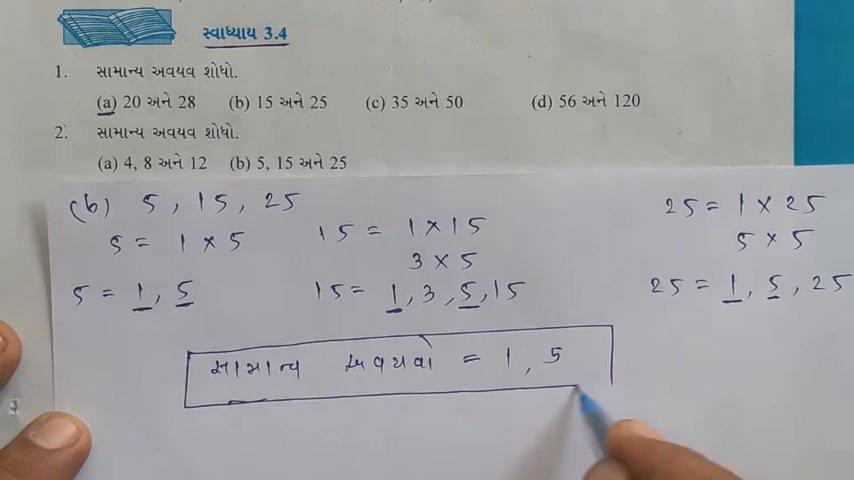 સ્વાધ્યાય 3.4
1. સામાન્ય અવયવ શોધો.
(a) 20 અને 28 (b) 15 અને 25 (c) 35 અને 50 (d) 56 અને 120
2. સામાન્ય અવયવ શોધો.
(a) 4, 8 અને 12 (b) 5, 15 અને 25
(b) 5, 15, 25
5 = 1 × 5 15 = 1 × 15 25 = 1 × 25
3 × 5 5 × 5
5 = 1, 5 15 = 1, 3, 5, 15 25 = 1, 5, 25
સામાન્ય અવયવો = 1, 5